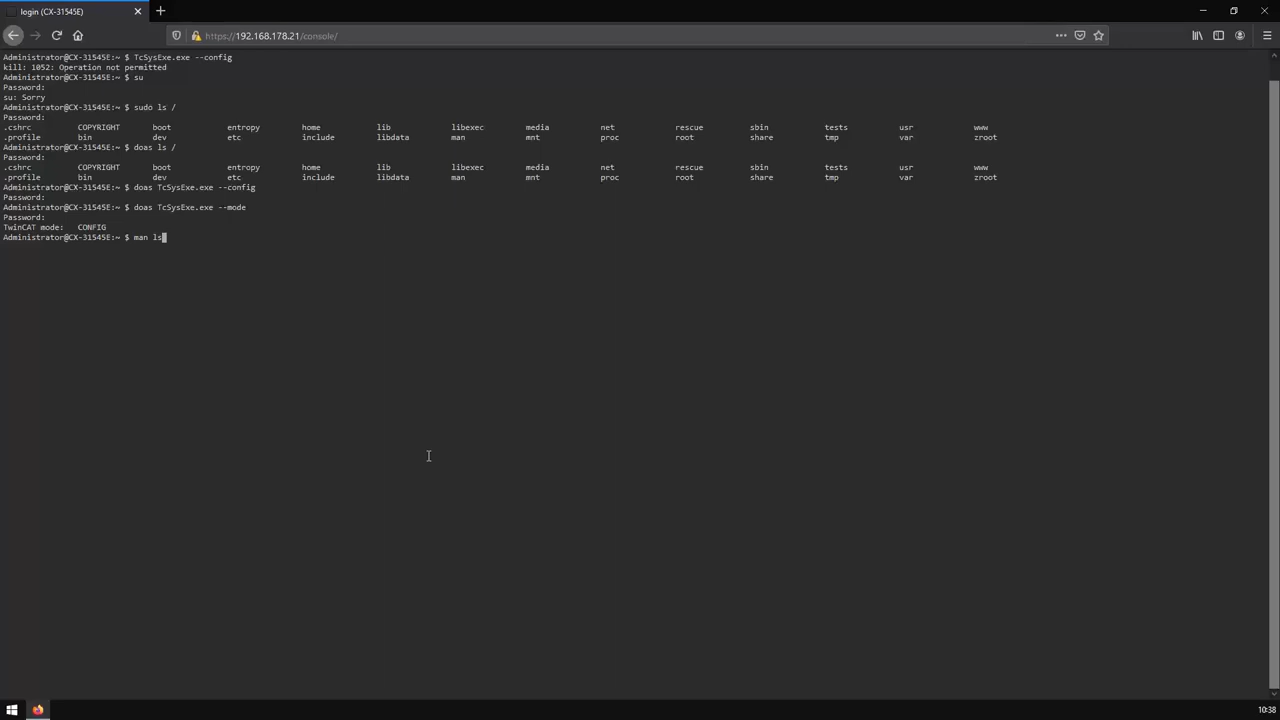 login (CX-31545E)
https://192.168.178.21/console/
Administrator@CX-31545E:~ $ TcSysExe.exe --config
kill: 1052: Operation not permitted
Administrator@CX-31545E:~ $ su
Password:
su: Sorry
Administrator@CX-31545E:~ $ sudo ls /
Password:
.cshrc COPYRIGHT boot entropy home lib libexec media net rescue sbin tests usr www
.profile bin dev etc include libdata man mnt proc root share tmp var zroot
Administrator@CX-31545E:~ $ doas ls /
Password:
.cshrc COPYRIGHT boot entropy home lib libexec media net rescue sbin tests usr www
.profile bin dev etc include libdata man mnt proc root share tmp var zroot
Administrator@CX-31545E:~ $ doas TcSysExe.exe --config
Password:
Administrator@CX-31545E:~ $ doas TcSysExe.exe --mode
Password:
TwinCAT mode: CONFIG
Administrator@CX-31545E:~ $ man ls
10:38